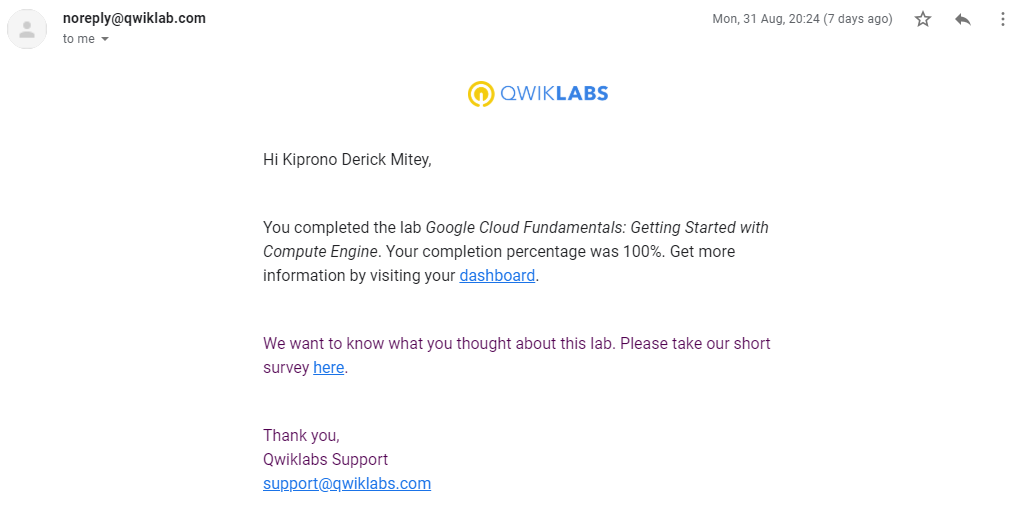 noreply@qwiklab.com
Mon, 31 Aug, 20:24 (7 days ago)
to me
QWIKLABS
Hi Kiprono Derick Mitey,
You completed the lab Google Cloud Fundamentals: Getting Started with
Compute Engine. Your completion percentage was 100%. Get more
information by visiting your dashboard.
We want to know what you thought about this lab. Please take our short
survey here.
Thank you,
Qwiklabs Support
support@qwiklabs.com